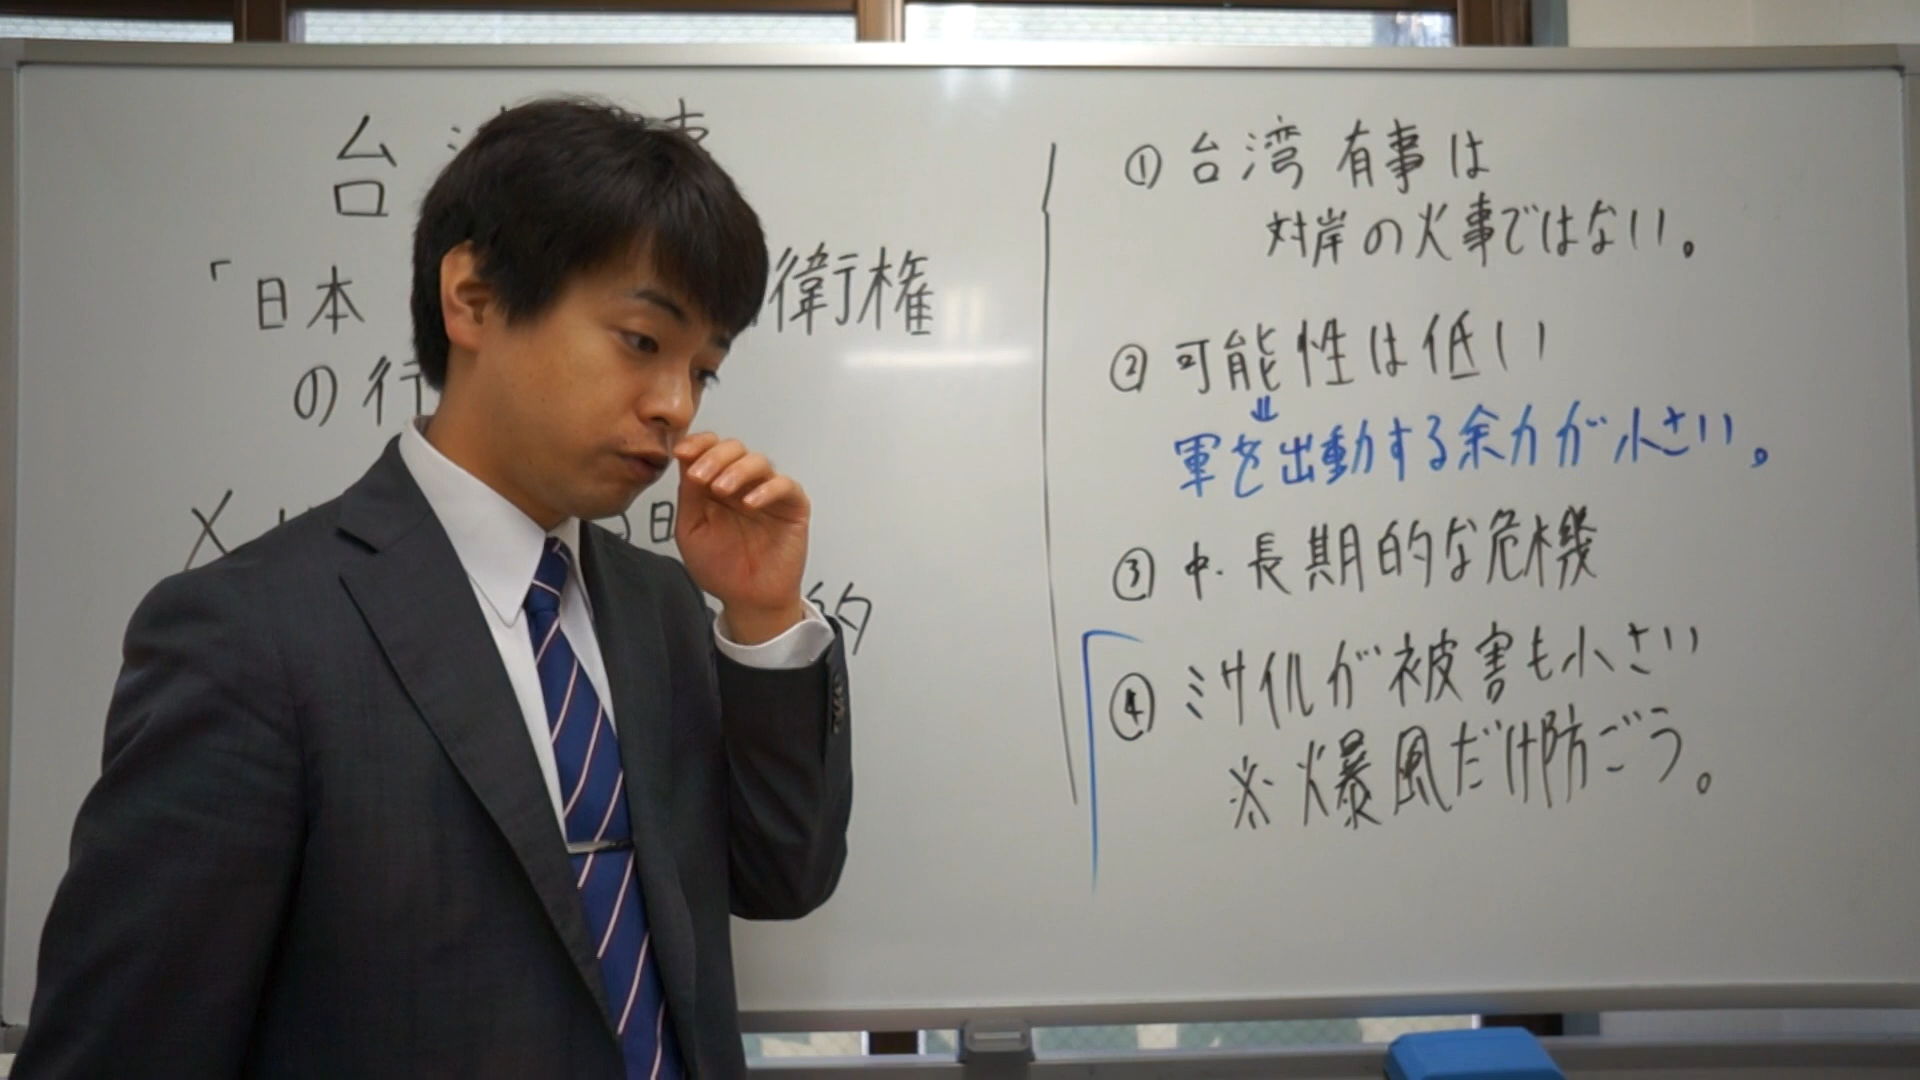 台
「日本 衛権
の行
日
的
① 台湾有事は
対岸の火事ではない。
② 可能性は低い
⇓
軍を出動する余力が小さい。
③ 中・長期的な危機
④ ミサイルが被害も小さい
※爆風だけ防ごう。